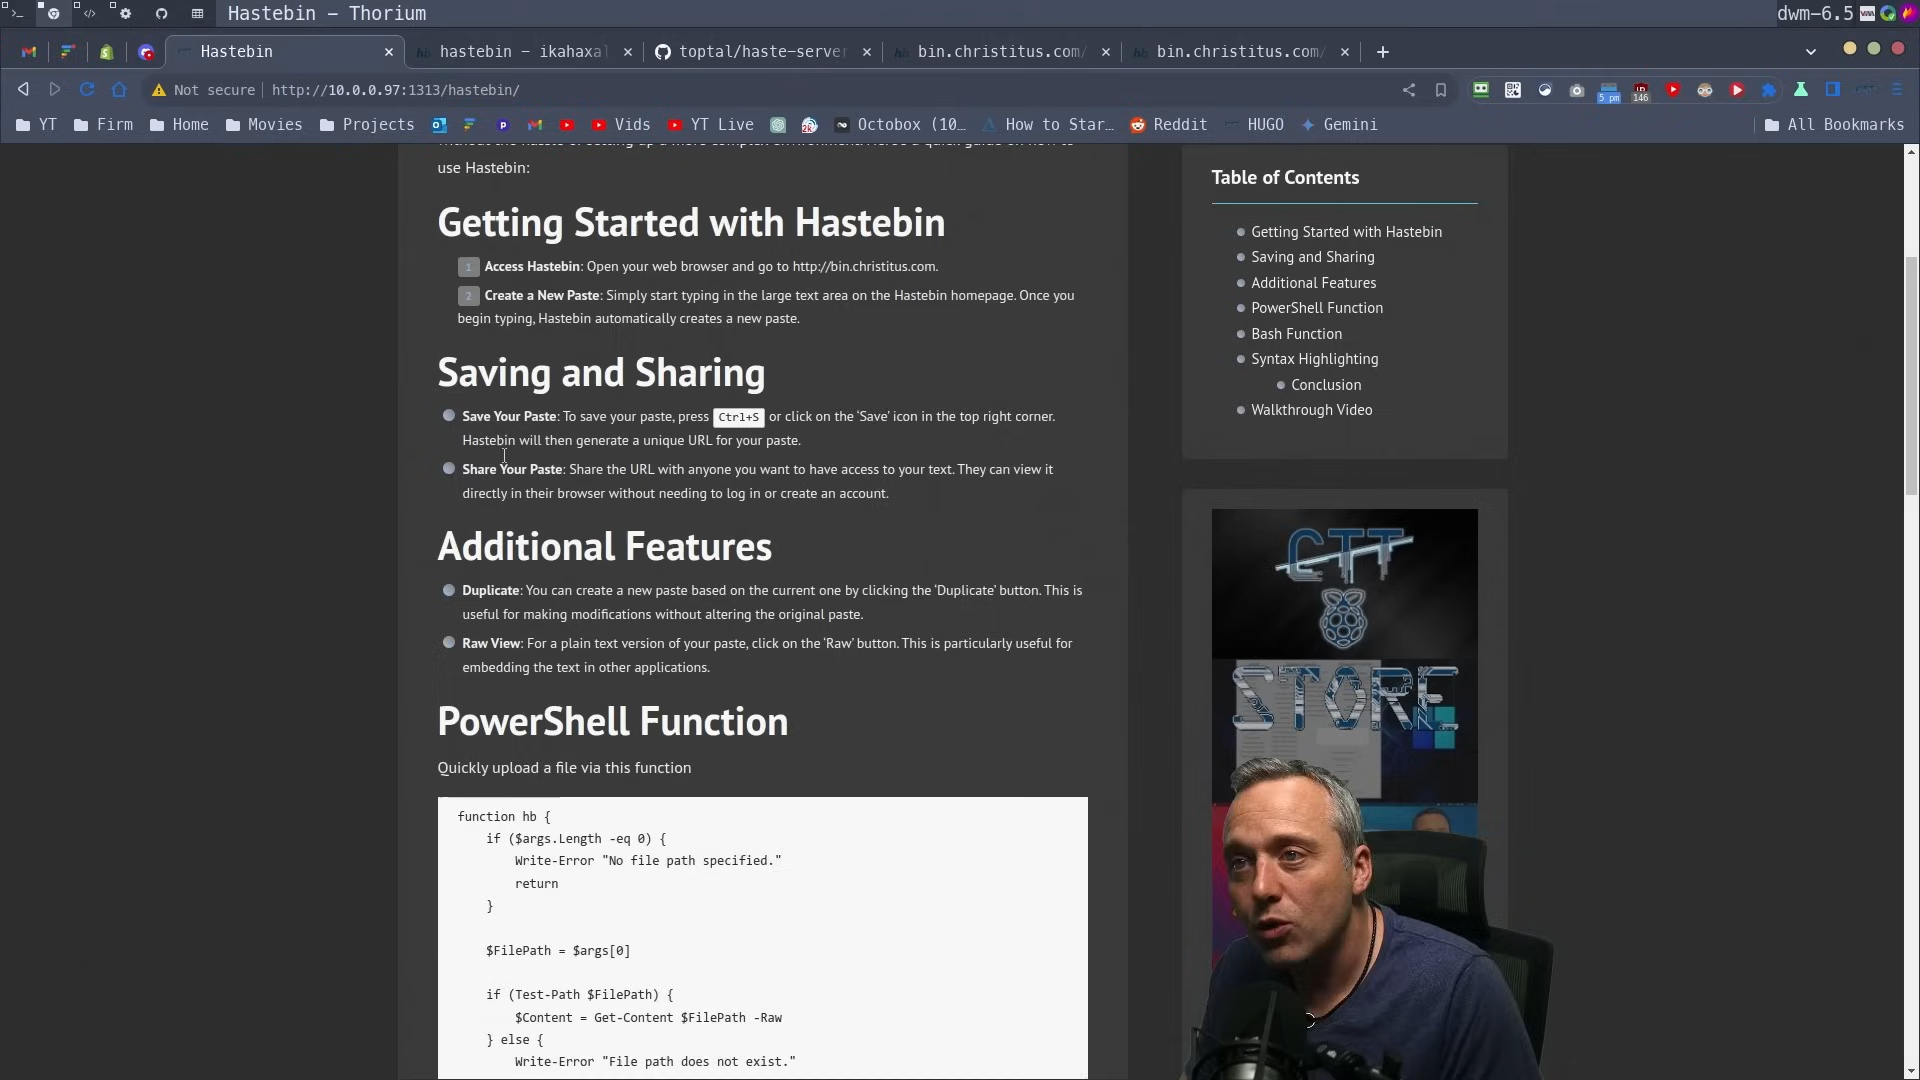 Hastebin - Thorium
dwm-6.5
Hastebin
hastebin - ikahaxal
toptal/haste-server
bin.christitus.com/
bin.christitus.com/
Not secure
http://10.0.0.97:1313/hastebin/
5 pm
146
YT
Firm
Home
Movies
Projects
Vids
YT Live
Octobox (10…
How to Star…
Reddit
HUGO
Gemini
All Bookmarks
use Hastebin:
Getting Started with Hastebin
1 Access Hastebin: Open your web browser and go to http://bin.christitus.com.
2 Create a New Paste: Simply start typing in the large text area on the Hastebin homepage. Once you
begin typing, Hastebin automatically creates a new paste.
Saving and Sharing
Save Your Paste: To save your paste, press Ctrl+S or click on the ‘Save’ icon in the top right corner.
Hastebin will then generate a unique URL for your paste.
Share Your Paste: Share the URL with anyone you want to have access to your text. They can view it
directly in their browser without needing to log in or create an account.
Additional Features
Duplicate: You can create a new paste based on the current one by clicking the ‘Duplicate’ button. This is
useful for making modifications without altering the original paste.
Raw View: For a plain text version of your paste, click on the ‘Raw’ button. This is particularly useful for
embedding the text in other applications.
PowerShell Function
Quickly upload a file via this function
function hb {
if ($args.Length -eq 0) {
Write-Error "No file path specified."
return
}
$FilePath = $args[0]
if (Test-Path $FilePath) {
$Content = Get-Content $FilePath -Raw
} else {
Write-Error "File path does not exist."
Table of Contents
Getting Started with Hastebin
Saving and Sharing
Additional Features
PowerShell Function
Bash Function
Syntax Highlighting
Conclusion
Walkthrough Video
CTT
STORE